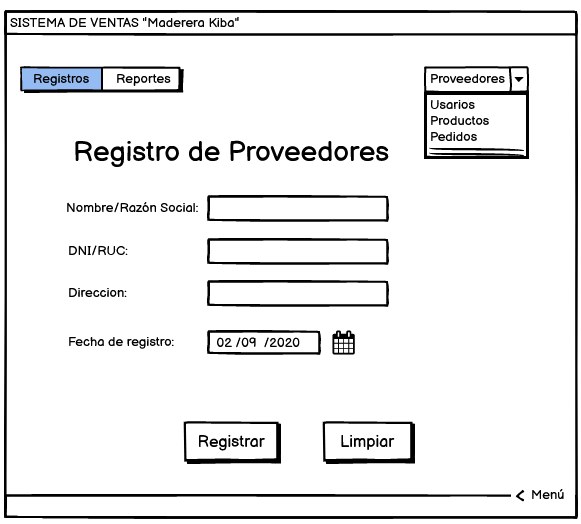 SISTEMA DE VENTAS "Maderera Kiba"
Registros Reportes
Proveedores
Usarios
Productos
Pedidos
Registro de Proveedores
Nombre/Razón Social:
DNI/RUC:
Direccion:
Fecha de registro: 02 /09 /2020
Registrar Limpiar
< Menú